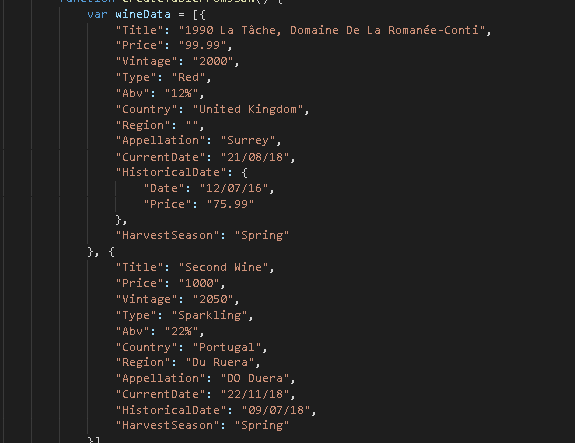 function CreateTableFromJSON() {
var wineData = [{
"Title": "1990 La Tâche, Domaine De La Romanée-Conti",
"Price": "99.99",
"Vintage": "2000",
"Type": "Red",
"Abv": "12%",
"Country": "United Kingdom",
"Region": "",
"Appellation": "Surrey",
"CurrentDate": "21/08/18",
"HistoricalDate": {
"Date": "12/07/16",
"Price": "75.99"
},
"HarvestSeason": "Spring"
}, {
"Title": "Second Wine",
"Price": "1000",
"Vintage": "2050",
"Type": "Sparkling",
"Abv": "22%",
"Country": "Portugal",
"Region": "Du Ruera",
"Appellation": "DO Duera",
"CurrentDate": "22/11/18",
"HistoricalDate": "09/07/18",
"HarvestSeason": "Spring"
}]